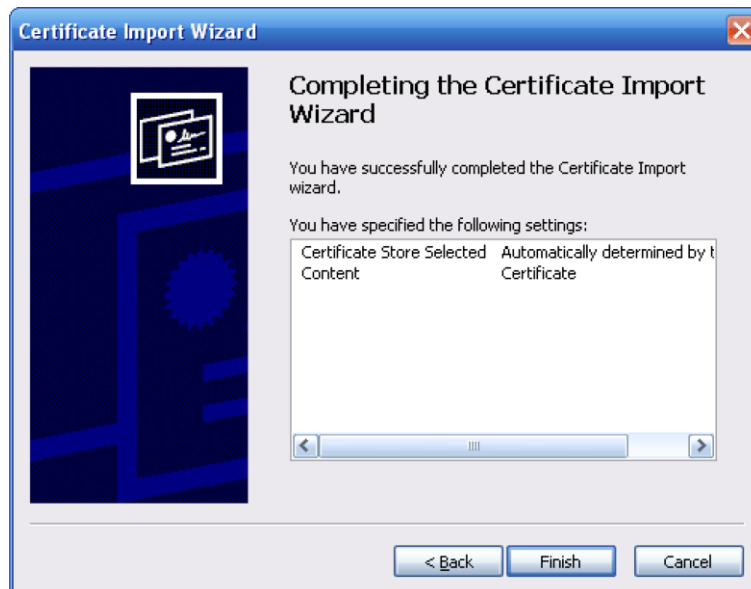 Certificate Import Wizard
Completing the Certificate Import
Wizard
You have successfully completed the Certificate Import
wizard.
You have specified the following settings:
Certificate Store Selected Automatically determined by t
Content Certificate
< Back Finish Cancel